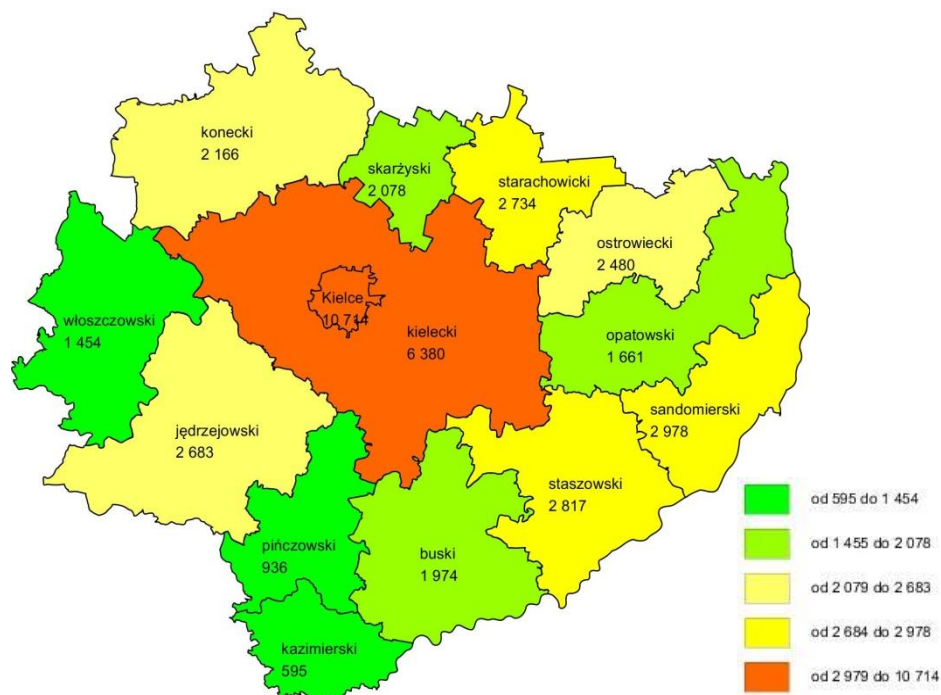 konecki
2 166
skarżyski
2 078
starachowicki
2 734
ostrowiecki
2 480
Kielce
10 714
włoszczowski
1 454
kielecki
6 380
opatowski
1 661
sandomierski
2 978
jędrzejowski
2 683
staszowski
2 817
pińczowski
936
buski
1 974
kazimierski
595
od 595 do 1 454
od 1 455 do 2 078
od 2 079 do 2 683
od 2 684 do 2 978
od 2 979 do 10 714